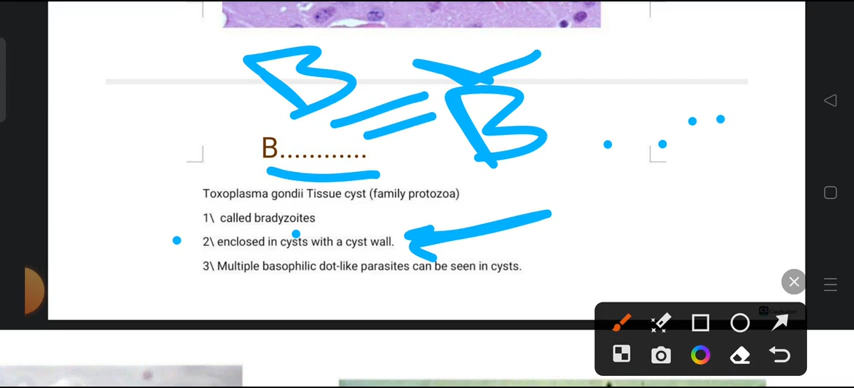 B = B
B............
Toxoplasma gondii Tissue cyst (family protozoa)
1\ called bradyzoites
2\ enclosed in cysts with a cyst wall.
3\ Multiple basophilic dot-like parasites can be seen in cysts.